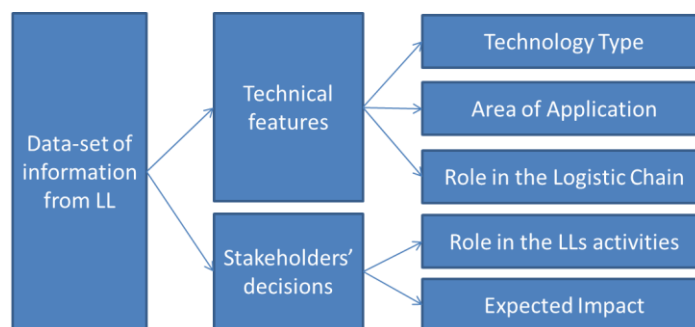 Data-set of
information
from LL
Technical
features
Stakeholders'
decisions
Technology Type
Area of Application
Role in the Logistic Chain
Role in the LLs activities
Expected Impact